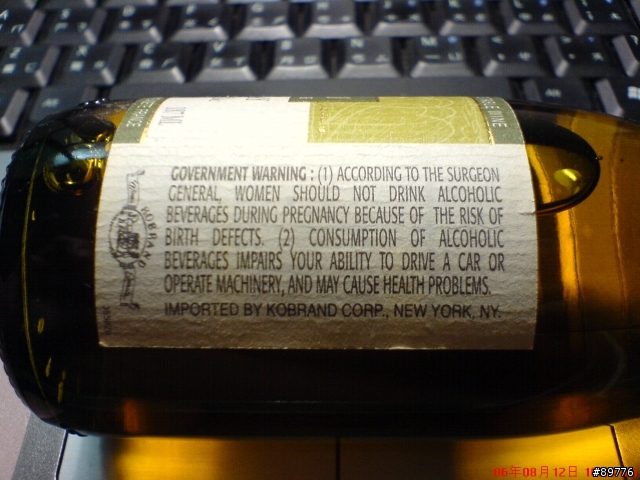 GOVERNMENT WARNING : (1) ACCORDING TO THE SURGEON
GENERAL, WOMEN SHOULD NOT DRINK ALCOHOLIC
BEVERAGES DURING PREGNANCY BECAUSE OF THE RISK OF
BIRTH DEFECTS. (2) CONSUMPTION OF ALCOHOLIC
BEVERAGES IMPAIRS YOUR ABILITY TO DRIVE A CAR OR
OPERATE MACHINERY, AND MAY CAUSE HEALTH PROBLEMS.
IMPORTED BY KOBRAND CORP., NEW YORK, NY.
KOBRAND
06年08月12日
#89776